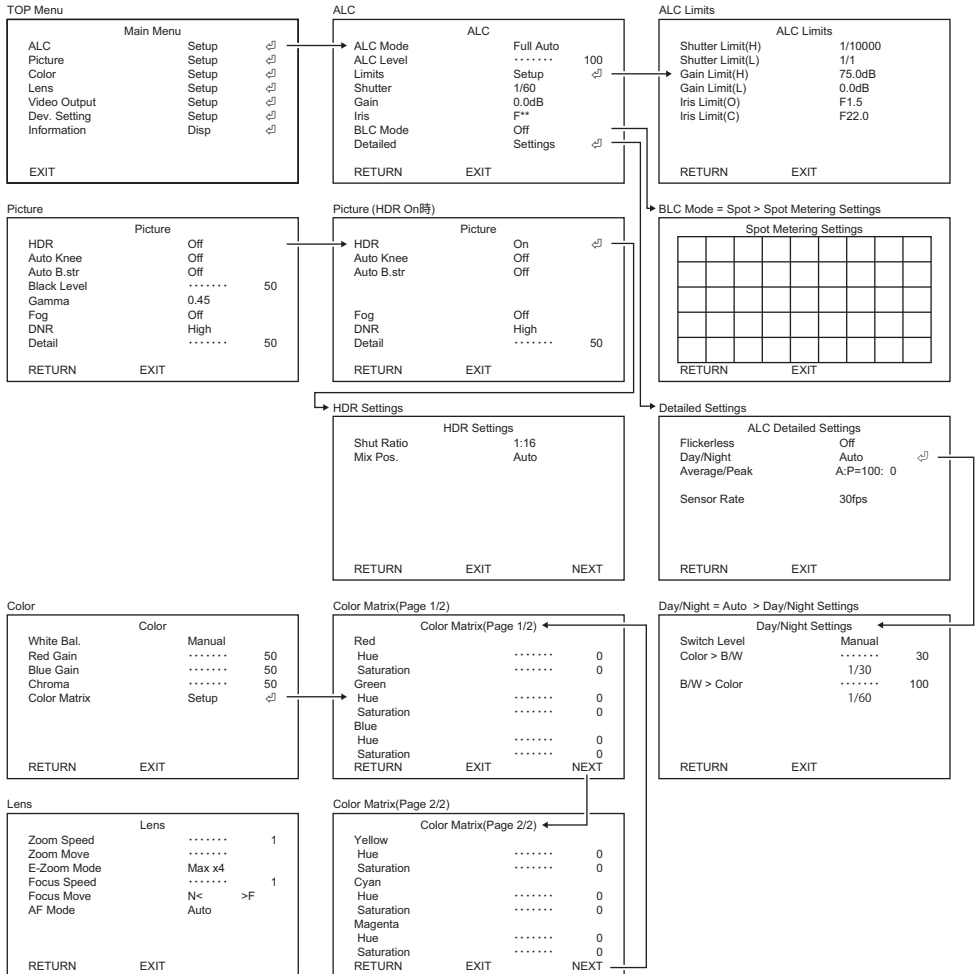 TOP Menu
Main Menu
ALC Setup ⏎
Picture Setup ⏎
Color Setup ⏎
Lens Setup ⏎
Video Output Setup ⏎
Dev. Setting Setup ⏎
Information Disp ⏎
EXIT
ALC
ALC
ALC Mode Full Auto
ALC Level ······· 100
Limits Setup ⏎
Shutter 1/60
Gain 0.0dB
Iris F**
BLC Mode Off
Detailed Settings ⏎
RETURN EXIT
ALC Limits
ALC Limits
Shutter Limit(H) 1/10000
Shutter Limit(L) 1/1
Gain Limit(H) 75.0dB
Gain Limit(L) 0.0dB
Iris Limit(O) F1.5
Iris Limit(C) F22.0
RETURN EXIT
Picture
Picture
HDR Off
Auto Knee Off
Auto B.str Off
Black Level ······· 50
Gamma 0.45
Fog Off
DNR High
Detail ······· 50
RETURN EXIT
Picture (HDR On時)
Picture
HDR On ⏎
Auto Knee Off
Auto B.str Off
Fog Off
DNR High
Detail ······· 50
RETURN EXIT
BLC Mode = Spot > Spot Metering Settings
Spot Metering Settings
RETURN EXIT
HDR Settings
HDR Settings
Shut Ratio 1:16
Mix Pos. Auto
RETURN EXIT NEXT
Detailed Settings
ALC Detailed Settings
Flickerless Off
Day/Night Auto ⏎
Average/Peak A:P=100: 0
Sensor Rate 30fps
RETURN EXIT
Color
Color
White Bal. Manual
Red Gain ······· 50
Blue Gain ······· 50
Chroma ······· 50
Color Matrix Setup ⏎
RETURN EXIT
Color Matrix(Page 1/2)
Color Matrix(Page 1/2)
Red
Hue ······· 0
Saturation ······· 0
Green
Hue ······· 0
Saturation ······· 0
Blue
Hue ······· 0
Saturation ······· 0
RETURN EXIT NEXT
Day/Night = Auto > Day/Night Settings
Day/Night Settings
Switch Level Manual
Color > B/W ······· 30
1/30
B/W > Color ······· 100
1/60
RETURN EXIT
Lens
Lens
Zoom Speed ······· 1
Zoom Move ·······
E-Zoom Mode Max x4
Focus Speed ······· 1
Focus Move N< >F
AF Mode Auto
RETURN EXIT
Color Matrix(Page 2/2)
Color Matrix(Page 2/2)
Yellow
Hue ······· 0
Saturation ······· 0
Cyan
Hue ······· 0
Saturation ······· 0
Magenta
Hue ······· 0
Saturation ······· 0
RETURN EXIT NEXT